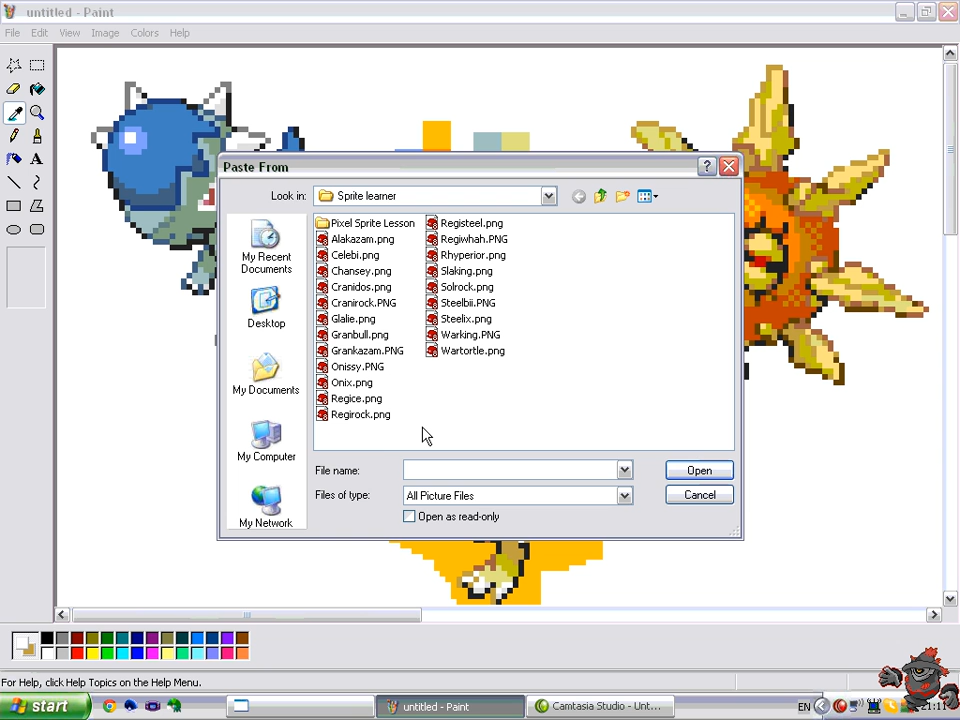 untitled - Paint
File Edit View Image Colors Help
Paste From
Look in: Sprite learner
My Recent Documents
Desktop
My Documents
My Computer
My Network
Pixel Sprite Lesson
Alakazam.png
Celebi.png
Chansey.png
Cranidos.png
Cranirock.PNG
Glalie.png
Granbull.png
Grankazam.PNG
Onissy.PNG
Onix.png
Regice.png
Regirock.png
Registeel.png
Regiwhah.PNG
Rhyperior.png
Slaking.png
Solrock.png
Steelbii.PNG
Steelix.png
Warking.PNG
Wartortle.png
File name: Open
Files of type: All Picture Files Cancel
Open as read-only
For Help, click Help Topics on the Help Menu.
start untitled - Paint Camtasia Studio - Unt... EN 21:11